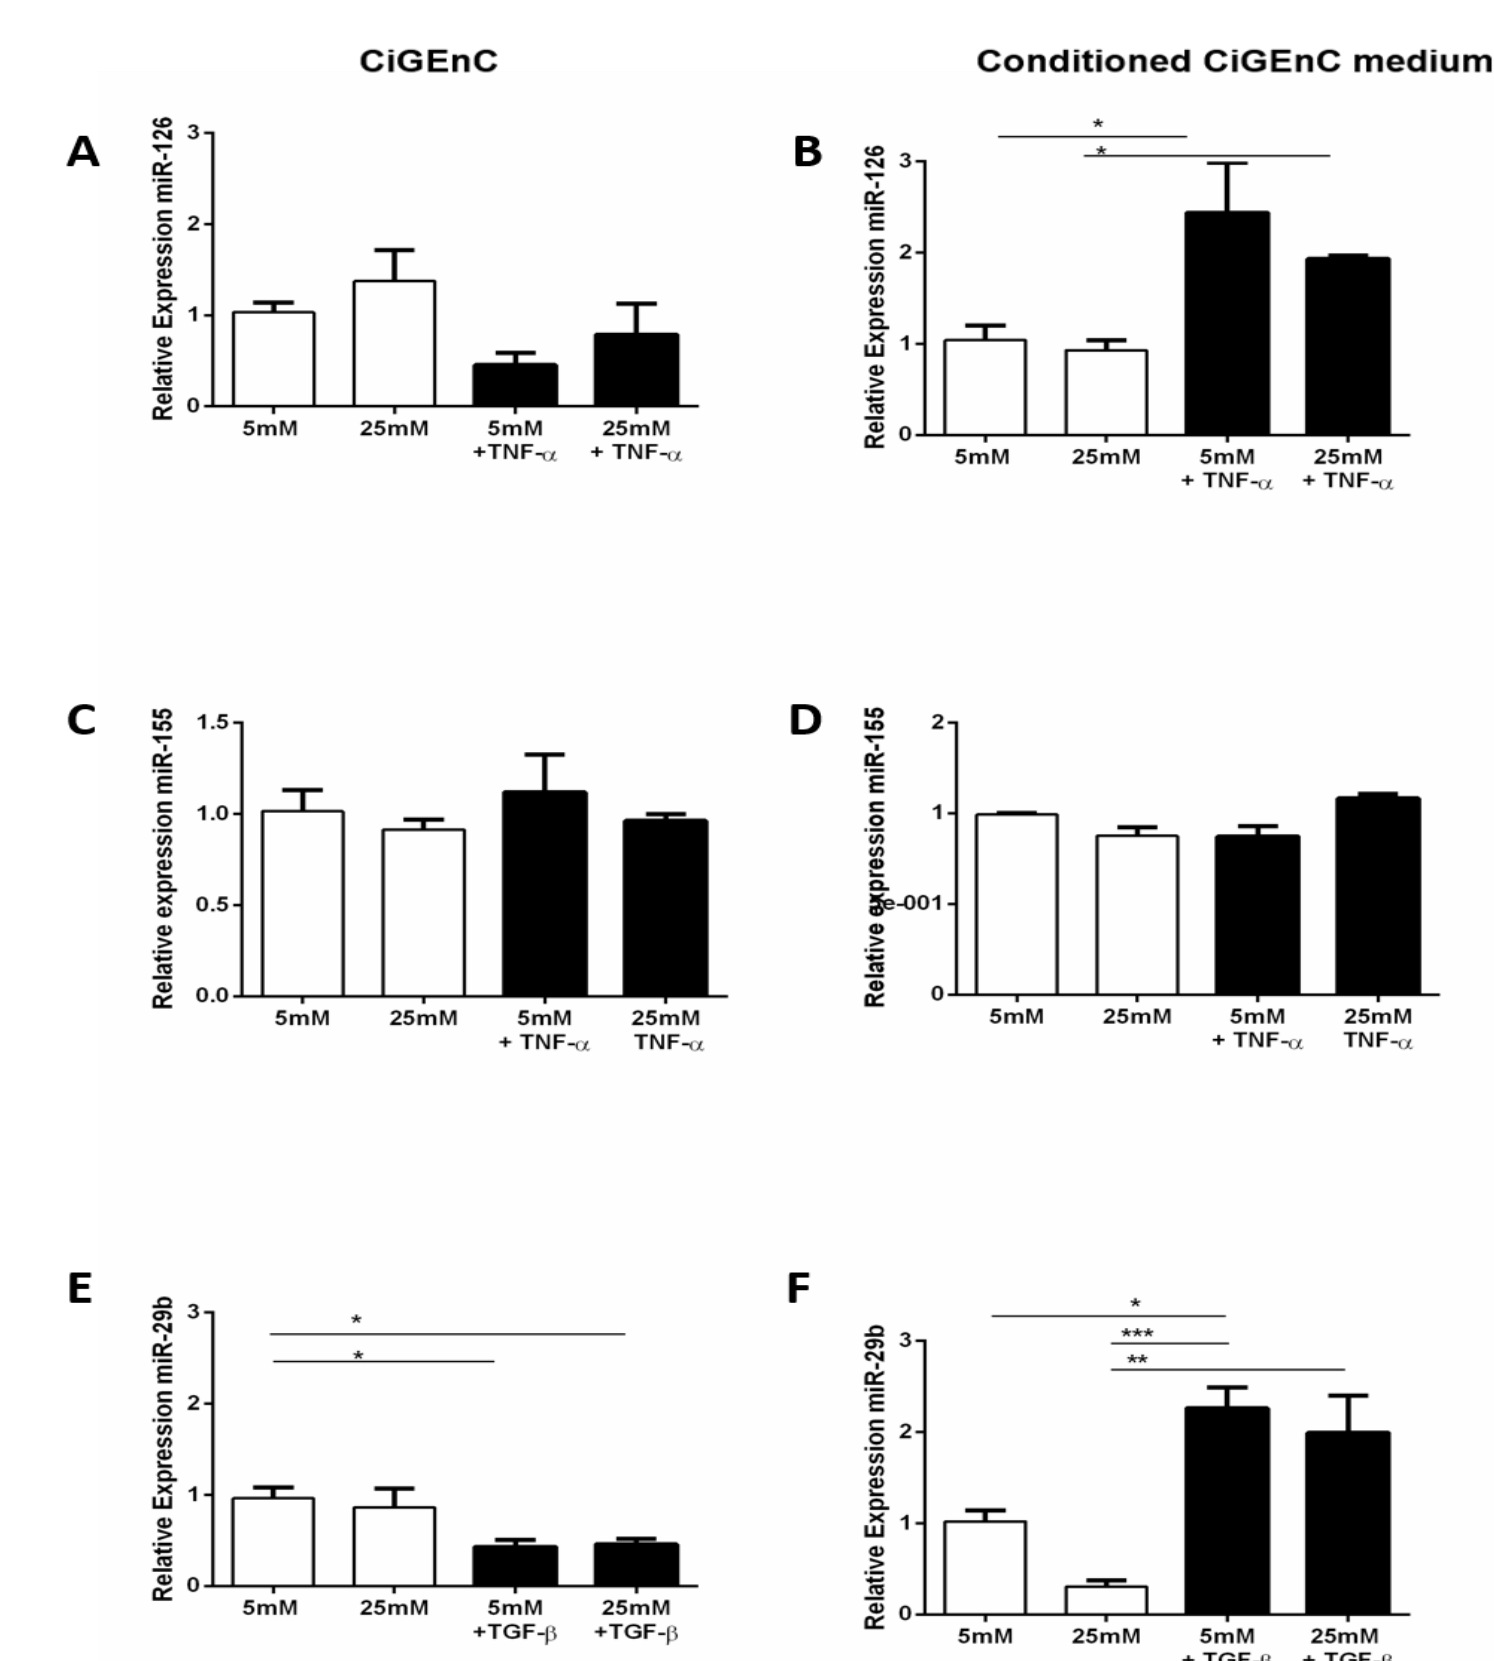 CiGEnC
Conditioned CiGEnC medium
A
Relative Expression miR-126
3
2
1
0
5mM
25mM
5mM
+TNF-α
25mM
+ TNF-α
B
Relative Expression miR-126
*
*
3
2
1
0
5mM
25mM
5mM
+ TNF-α
25mM
+ TNF-α
C
Relative expression miR-155
1.5
1.0
0.5
0.0
5mM
25mM
5mM
+ TNF-α
25mM
TNF-α
D
Relative expression miR-155
2
1
e-001
0
5mM
25mM
5mM
+ TNF-α
25mM
TNF-α
E
Relative Expression miR-29b
*
*
3
2
1
0
5mM
25mM
5mM
+TGF-β
25mM
+TGF-β
F
Relative Expression miR-29b
*
***
**
3
2
1
0
5mM
25mM
5mM
+ TGF-β
25mM
+ TGF-β